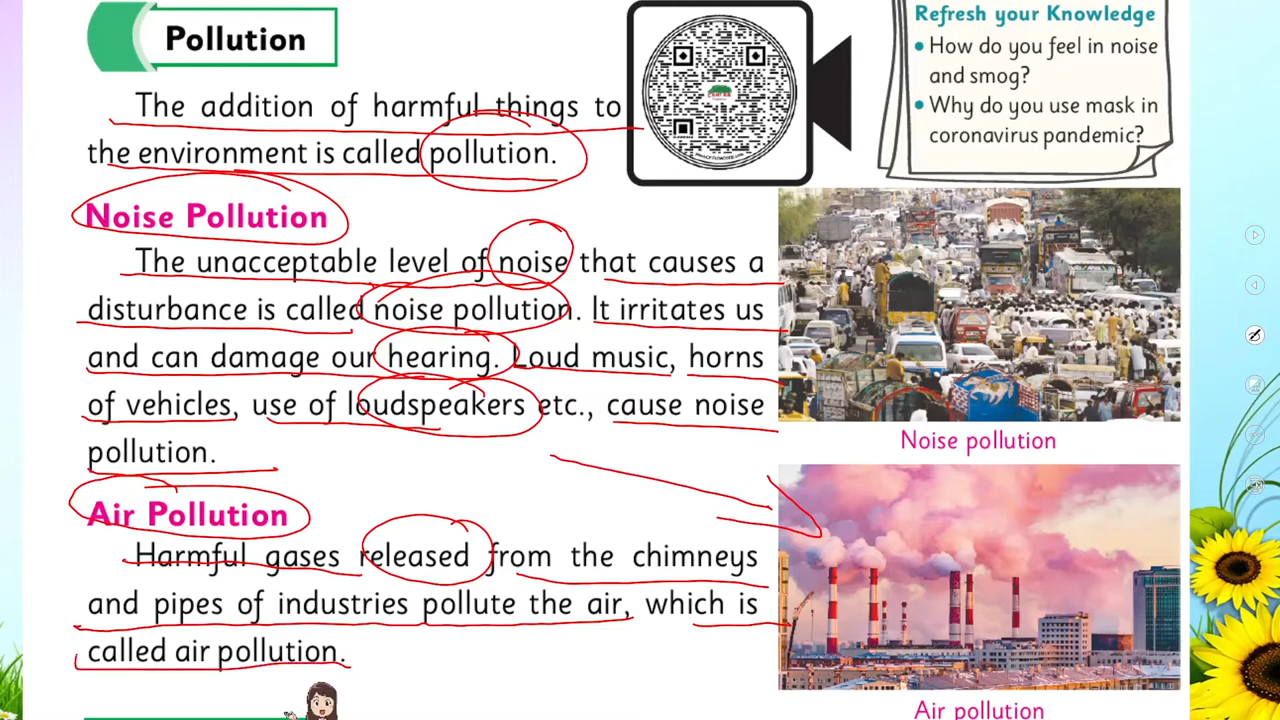 Pollution
The addition of harmful things to
the environment is called pollution.
Refresh your Knowledge
• How do you feel in noise
and smog?
• Why do you use mask in
coronavirus pandemic?
Noise Pollution
The unacceptable level of noise that causes a
disturbance is called noise pollution. It irritates us
and can damage our hearing. Loud music, horns
of vehicles, use of loudspeakers etc., cause noise
pollution.
Noise pollution
Air Pollution
Harmful gases released from the chimneys
and pipes of industries pollute the air, which is
called air pollution.
Air pollution